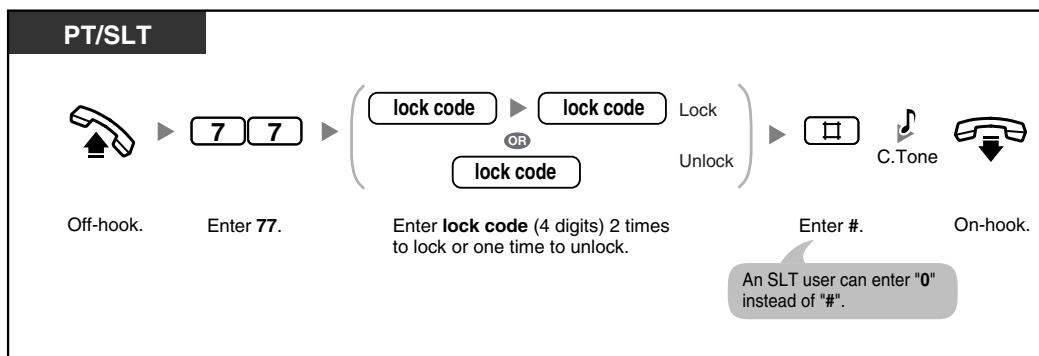 PT/SLT
7 7
lock code lock code Lock
OR
lock code Unlock
#
C.Tone
Off-hook.
Enter 77.
Enter lock code (4 digits) 2 times
to lock or one time to unlock.
Enter #.
On-hook.
An SLT user can enter "0"
instead of "#".